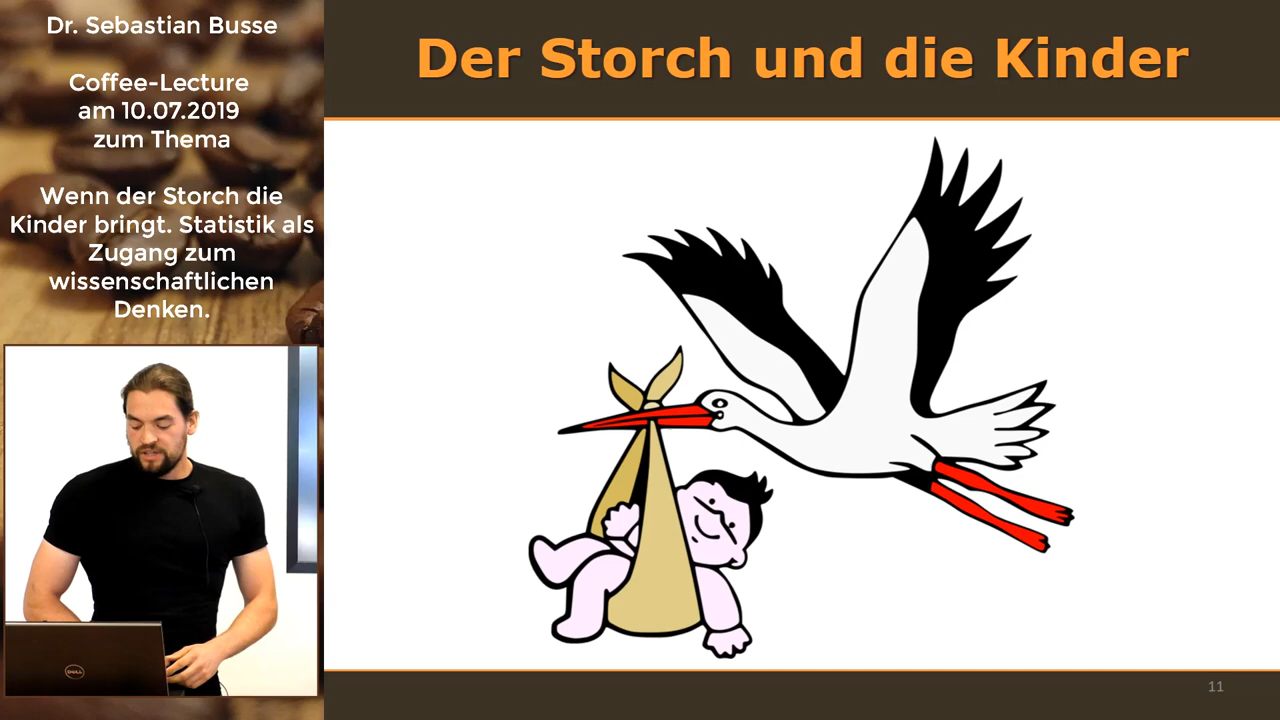 Dr. Sebastian Busse
Coffee-Lecture
am 10.07.2019
zum Thema
Wenn der Storch die
Kinder bringt. Statistik als
Zugang zum
wissenschaftlichen
Denken.
DELL
Der Storch und die Kinder
11